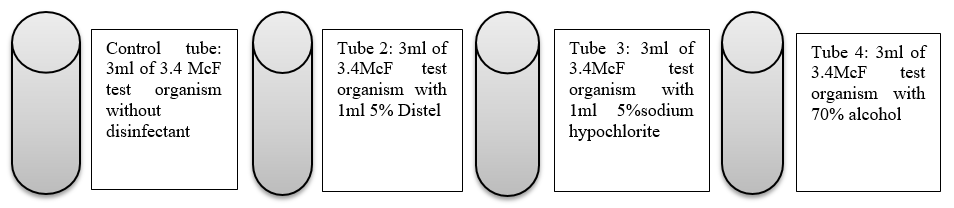 Control tube:
3ml of 3.4 McF
test organism
without
disinfectant
Tube 2: 3ml of
3.4McF test
organism with
1ml 5% Distel
Tube 3: 3ml of
3.4McF test
organism with
1ml 5%sodium
hypochlorite
Tube 4: 3ml of
3.4McF test
organism with
70% alcohol